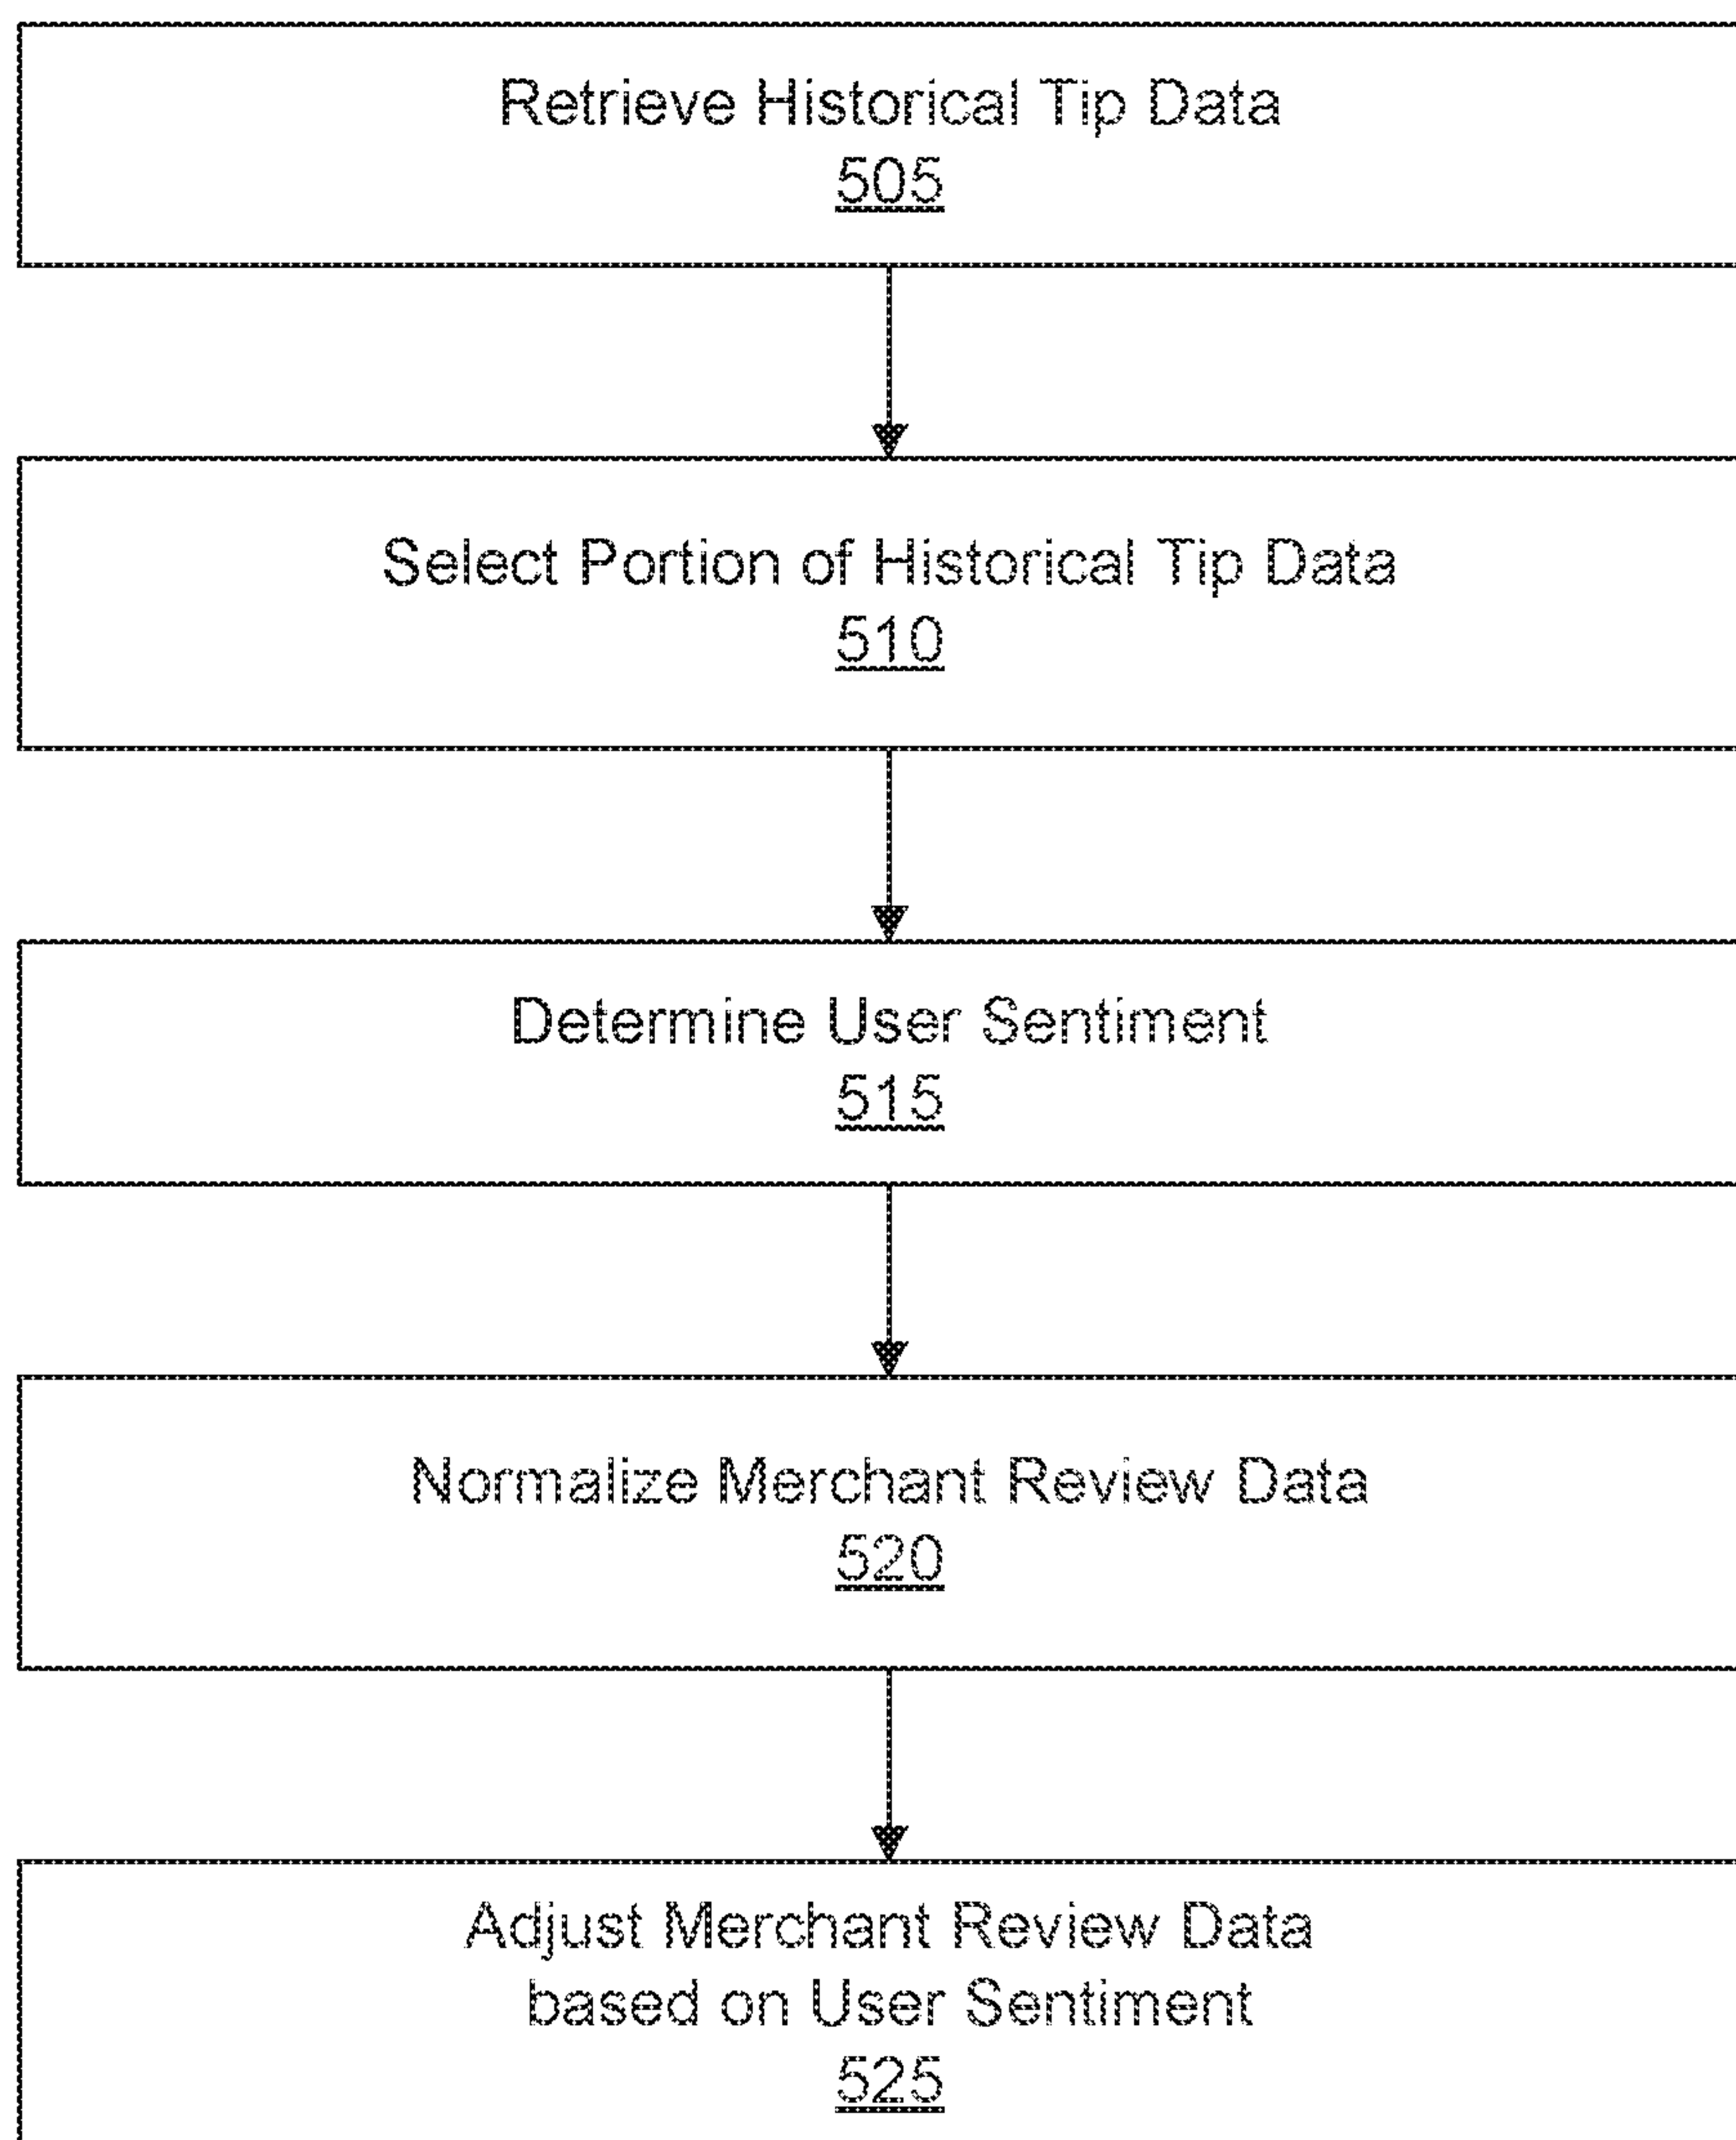 Retrieve Historical Tip Data
505
Select Portion of Historical Tip Data
510
Determine User Sentiment
515
Normalize Merchant Review Data
520
Adjust Merchant Review Data
based on User Sentiment
525